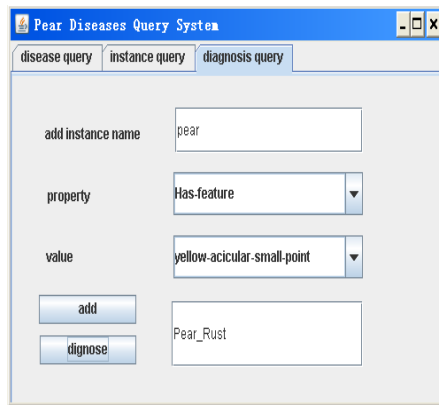 Pear Diseases Query System
disease query instance query diagnosis query
add instance name pear
property Has-feature
value yellow-acicular-small-point
add
dignose Pear_Rust